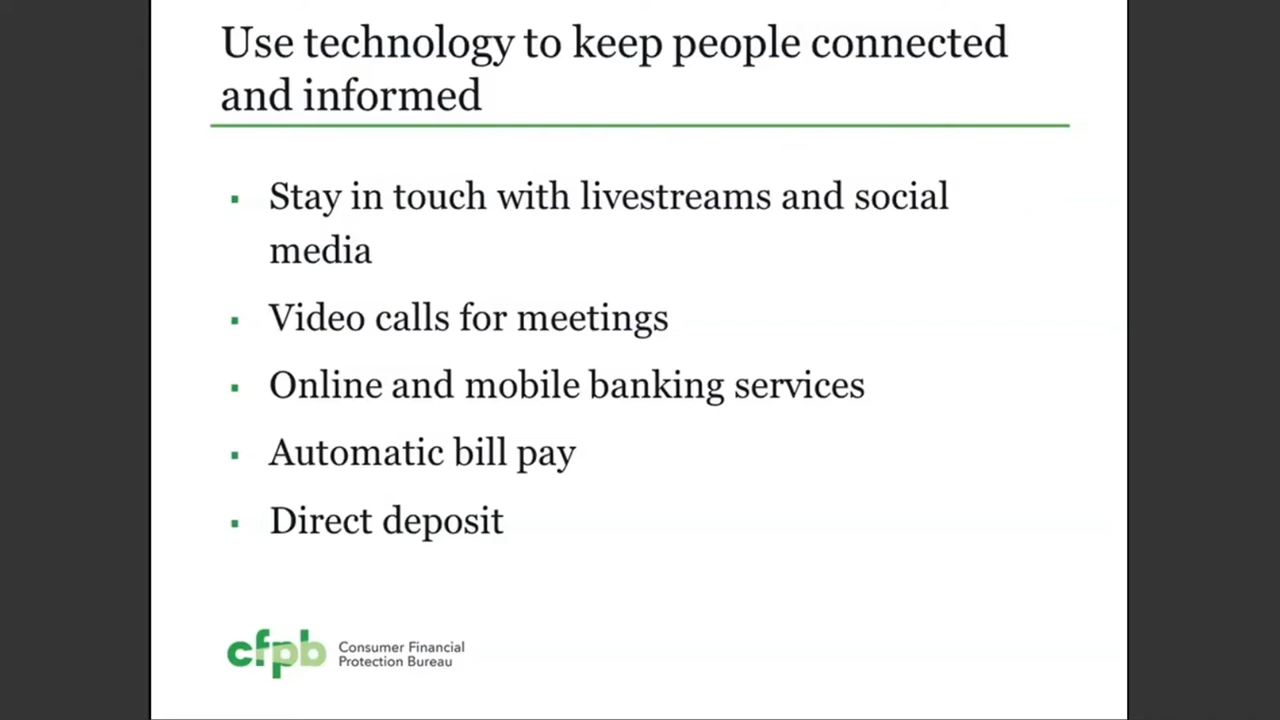 Use technology to keep people connected
and informed
▪ Stay in touch with livestreams and social
media
▪ Video calls for meetings
▪ Online and mobile banking services
▪ Automatic bill pay
▪ Direct deposit
cfpb
Consumer Financial
Protection Bureau